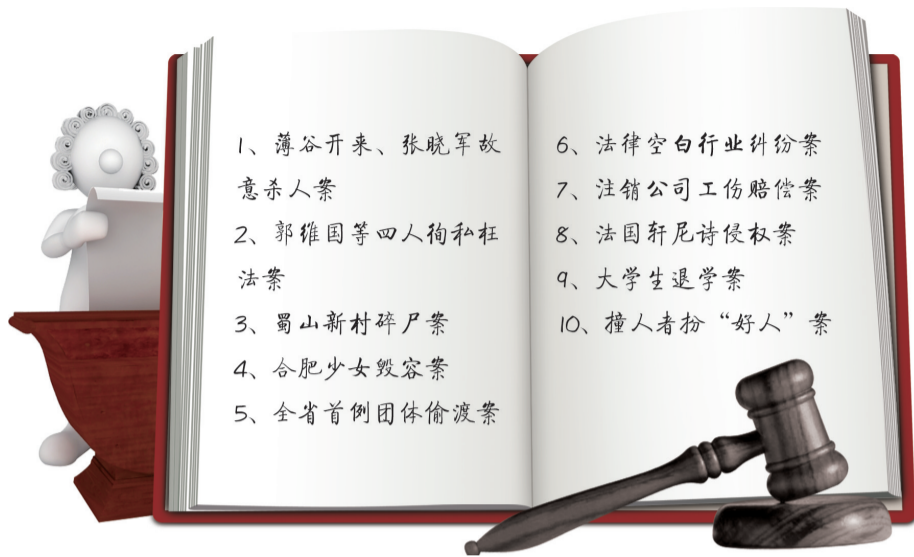 1、薄谷开来、张晓军故
意杀人案
2、郭维国等四人徇私枉
法案
3、蜀山新村碎尸案
4、合肥少女毁容案
5、全省首例团体偷渡案
6、法律空白行业纠纷案
7、注销公司工伤赔偿案
8、法国轩尼诗侵权案
9、大学生退学案
10、撞人者扮“好人”案